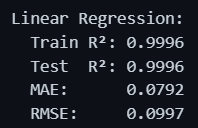 Linear Regression:
Train R²: 0.9996
Test R²: 0.9996
MAE: 0.0792
RMSE: 0.0997